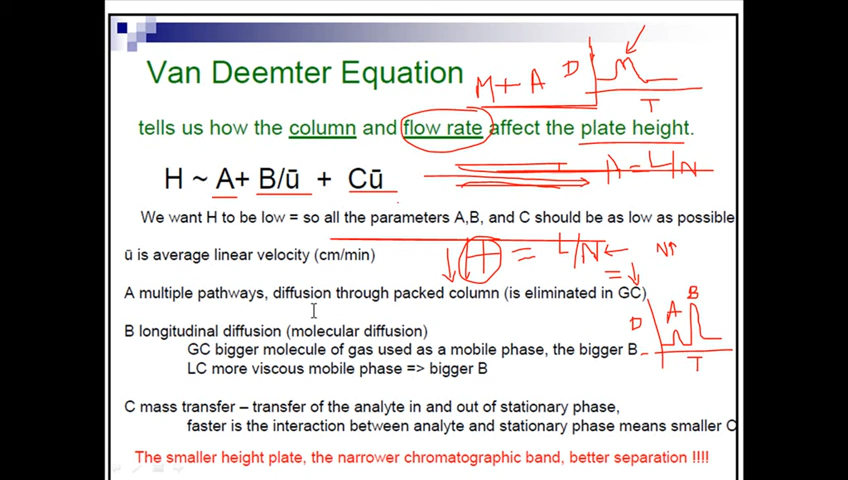 Van Deemter Equation
M + A
D
T
tells us how the column and flow rate affect the plate height.
H ~ A+ B/ū + Cū
= L/N
We want H to be low = so all the parameters A,B, and C should be as low as possible
ū is average linear velocity (cm/min)
H = L/N
N↑
=
A multiple pathways, diffusion through packed column (is eliminated in GC)
D
A
B
T
B longitudinal diffusion (molecular diffusion)
GC bigger molecule of gas used as a mobile phase, the bigger B
LC more viscous mobile phase => bigger B
C mass transfer – transfer of the analyte in and out of stationary phase,
faster is the interaction between analyte and stationary phase means smaller C
The smaller height plate, the narrower chromatographic band, better separation !!!!